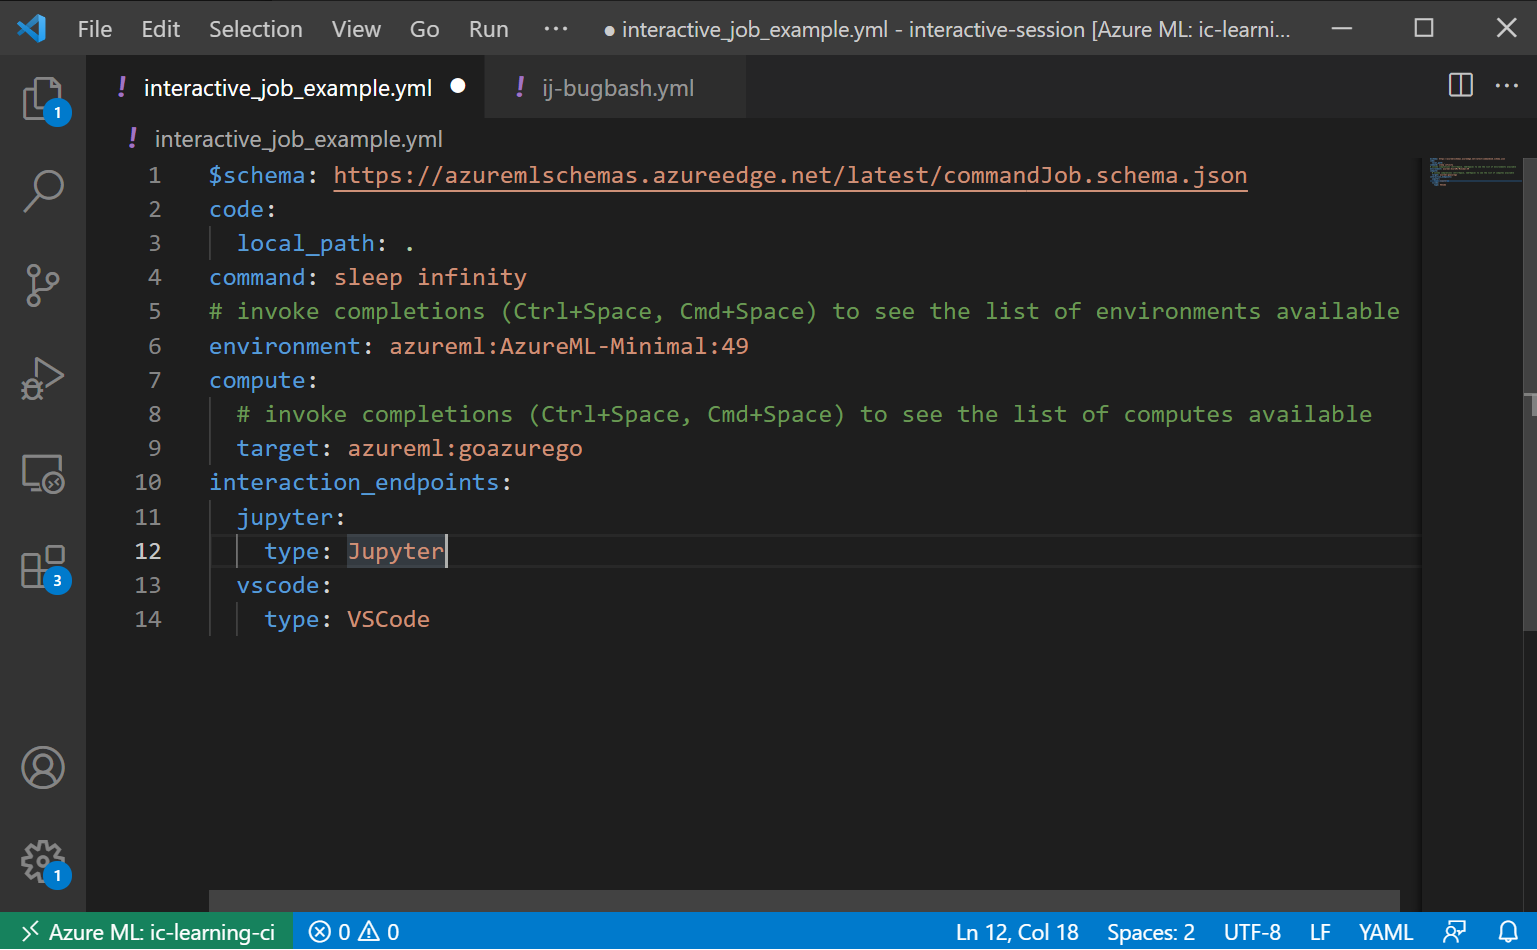 File Edit Selection View Go Run ··· ● interactive_job_example.yml - interactive-session [Azure ML: ic-learni...
! interactive_job_example.yml ● ! ij-bugbash.yml
! interactive_job_example.yml
1 $schema: https://azuremlschemas.azureedge.net/latest/commandJob.schema.json
2 code:
3   local_path: .
4 command: sleep infinity
5 # invoke completions (Ctrl+Space, Cmd+Space) to see the list of environments available
6 environment: azureml:AzureML-Minimal:49
7 compute:
8   # invoke completions (Ctrl+Space, Cmd+Space) to see the list of computes available
9   target: azureml:goazurego
10 interaction_endpoints:
11   jupyter:
12     type: Jupyter
13   vscode:
14     type: VSCode
1
3
1
Azure ML: ic-learning-ci 0 0 Ln 12, Col 18 Spaces: 2 UTF-8 LF YAML